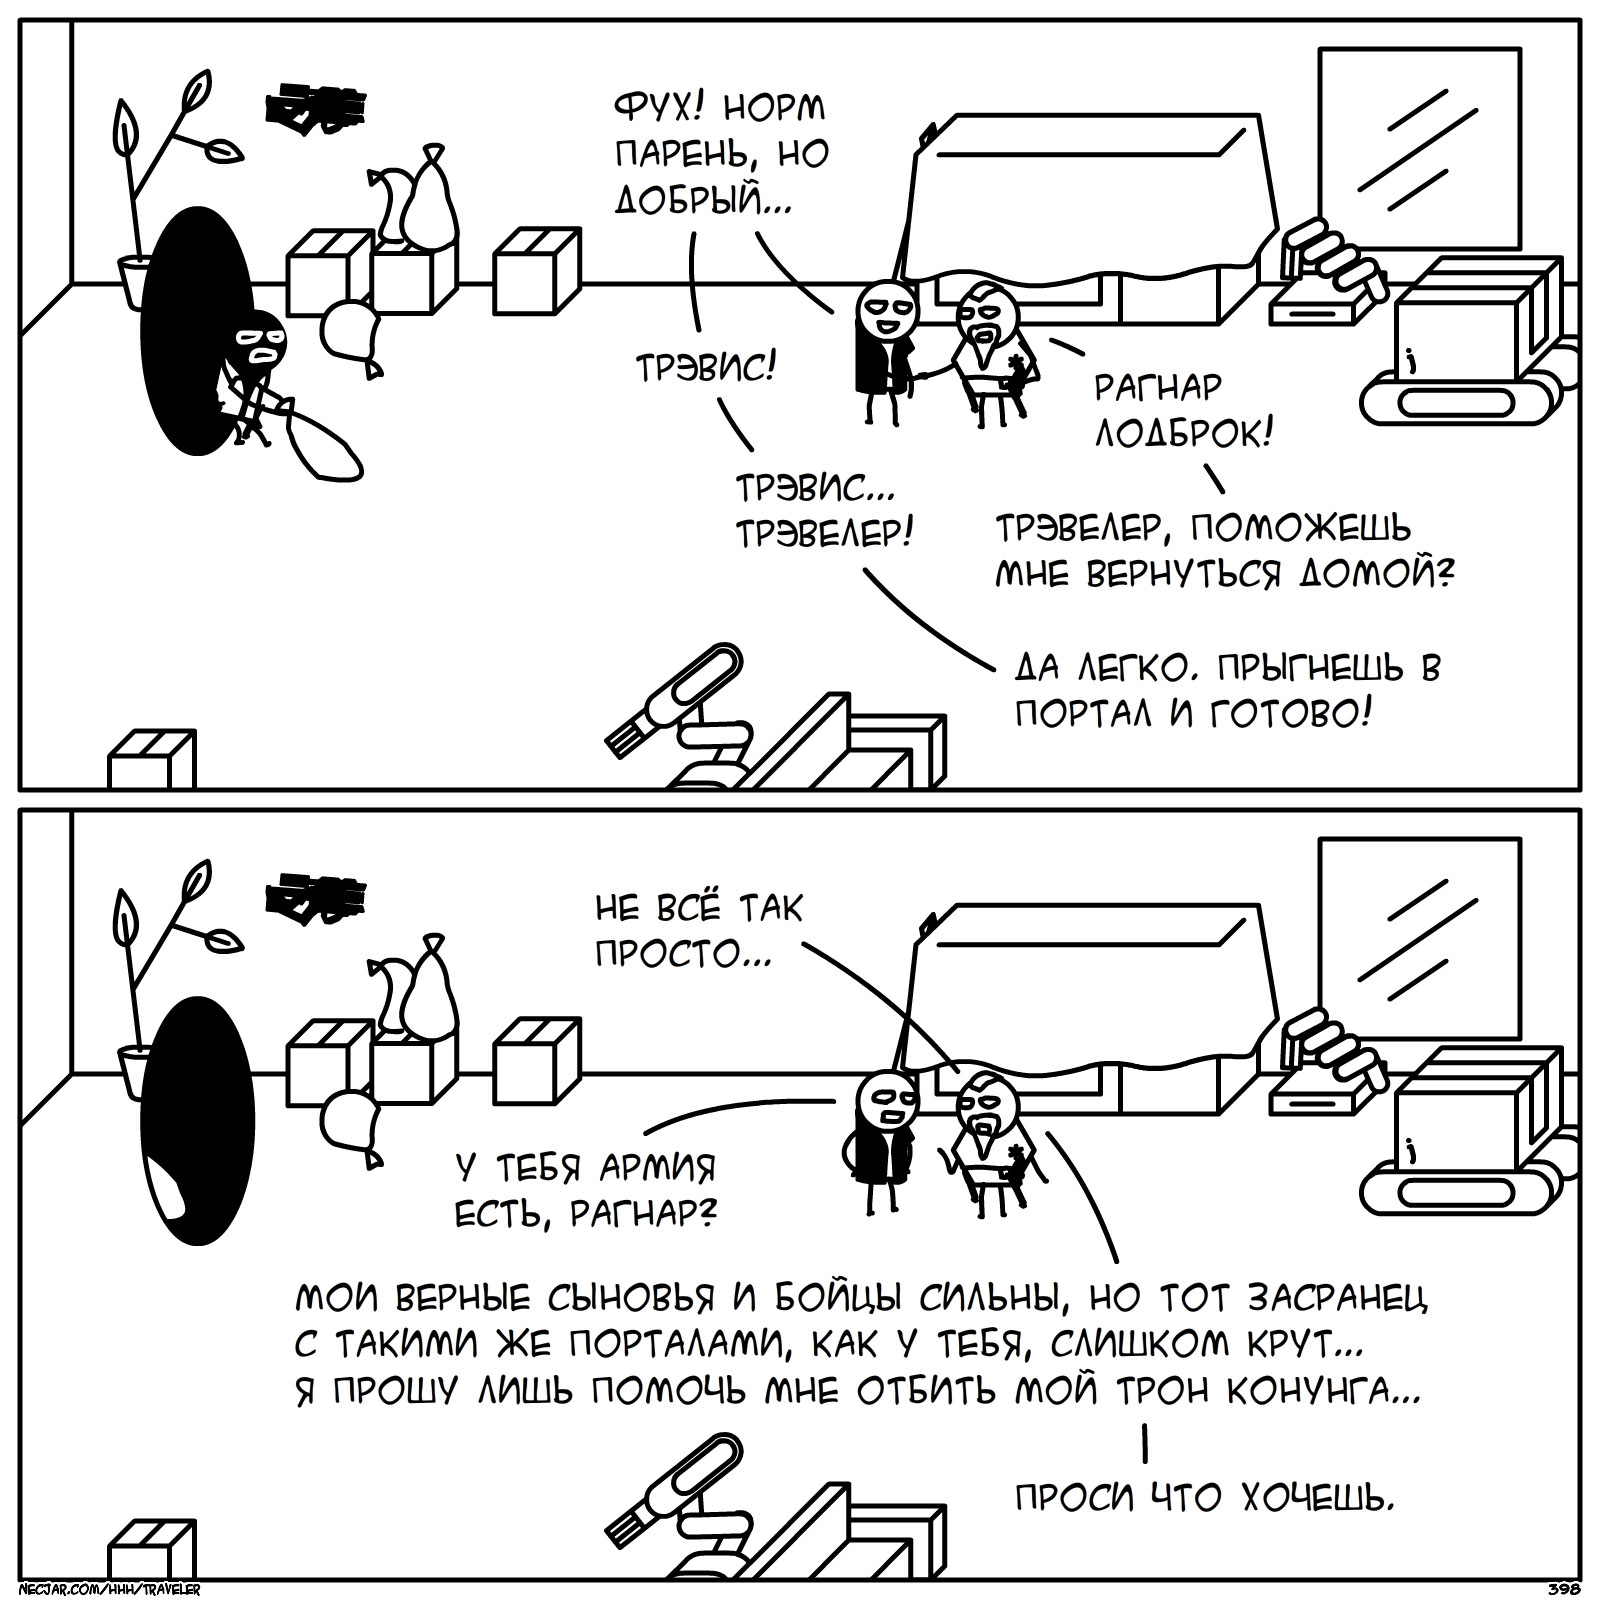 ФУХ! НОРМ
ПАРЕНЬ, НО
ДОБРЫЙ...
ТРЭВИС!
РАГНАР
ЛОДБРОК!
ТРЭВИС...
ТРЭВЕЛЕР!
ТРЭВЕЛЕР, ПОМОЖЕШЬ
МНЕ ВЕРНУТЬСЯ ДОМОЙ?
ДА ЛЕГКО. ПРЫГНЕШЬ В
ПОРТАЛ И ГОТОВО!
НЕ ВСЁ ТАК
ПРОСТО...
У ТЕБЯ АРМИЯ
ЕСТЬ, РАГНАР?
МОИ ВЕРНЫЕ СЫНОВЬЯ И БОЙЦЫ СИЛЬНЫ, НО ТОТ ЗАСРАНЕЦ
С ТАКИМИ ЖЕ ПОРТАЛАМИ, КАК У ТЕБЯ, СЛИШКОМ КРУТ...
Я ПРОШУ ЛИШЬ ПОМОЧЬ МНЕ ОТБИТЬ МОЙ ТРОН КОНУНГА...
ПРОСИ ЧТО ХОЧЕШЬ.
NECJAR.COM/HHH/TRAVELER
398